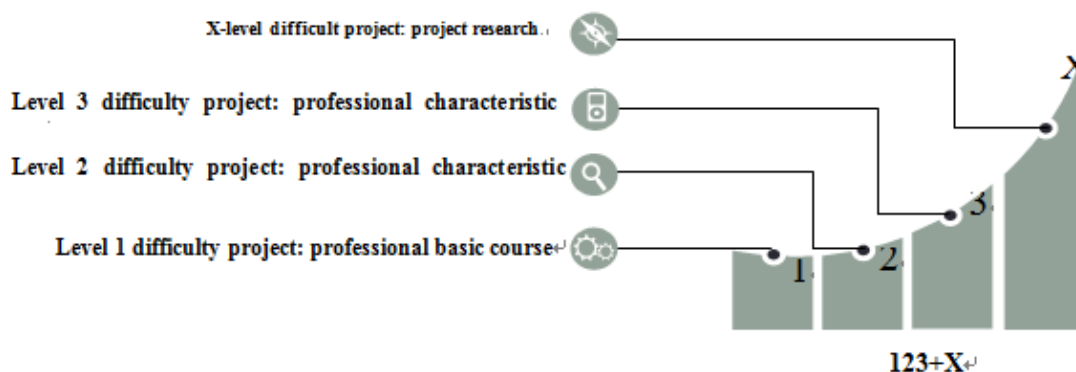 X-level difficult project: project research.
Level 3 difficulty project: professional characteristic
Level 2 difficulty project: professional characteristic
Level 1 difficulty project: professional basic course
1
2
3
X
123+X